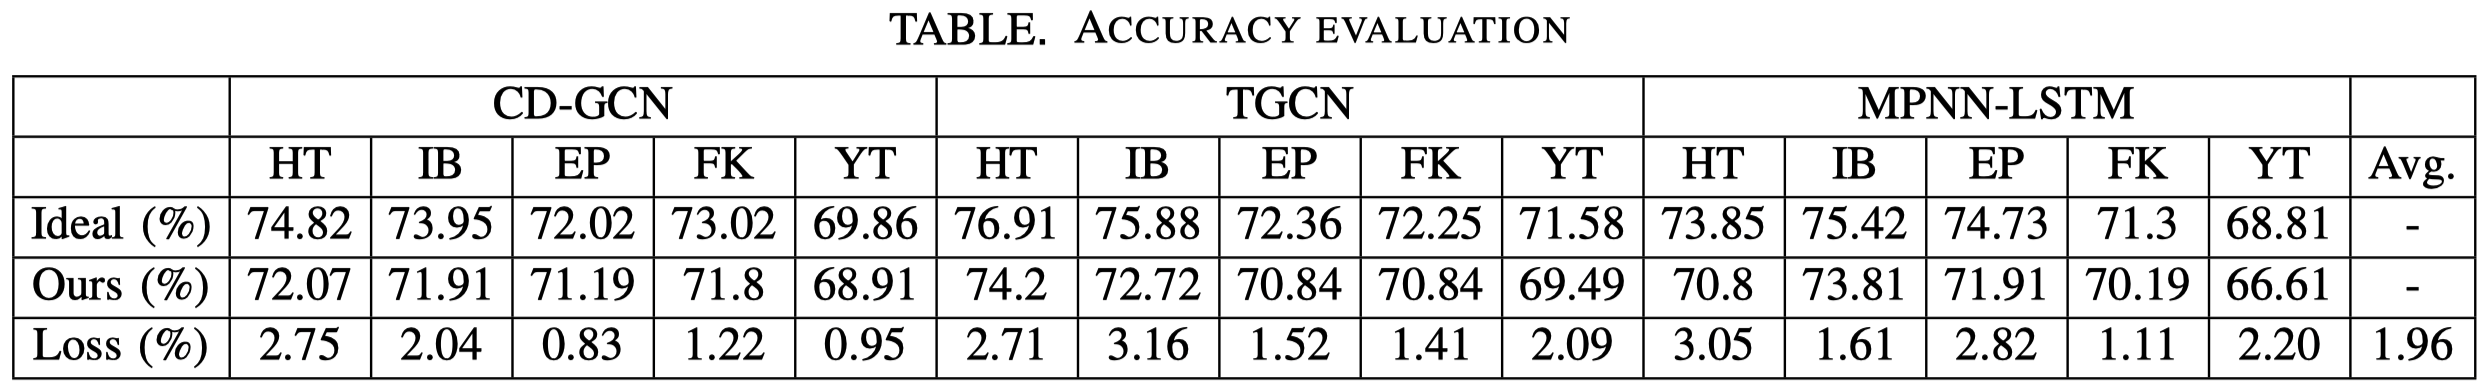 TABLE. ACCURACY EVALUATION
CD-GCN TGCN MPNN-LSTM
HT IB EP FK YT HT IB EP FK YT HT IB EP FK YT Avg.
Ideal (%) 74.82 73.95 72.02 73.02 69.86 76.91 75.88 72.36 72.25 71.58 73.85 75.42 74.73 71.3 68.81 -
Ours (%) 72.07 71.91 71.19 71.8 68.91 74.2 72.72 70.84 70.84 69.49 70.8 73.81 71.91 70.19 66.61 -
Loss (%) 2.75 2.04 0.83 1.22 0.95 2.71 3.16 1.52 1.41 2.09 3.05 1.61 2.82 1.11 2.20 1.96